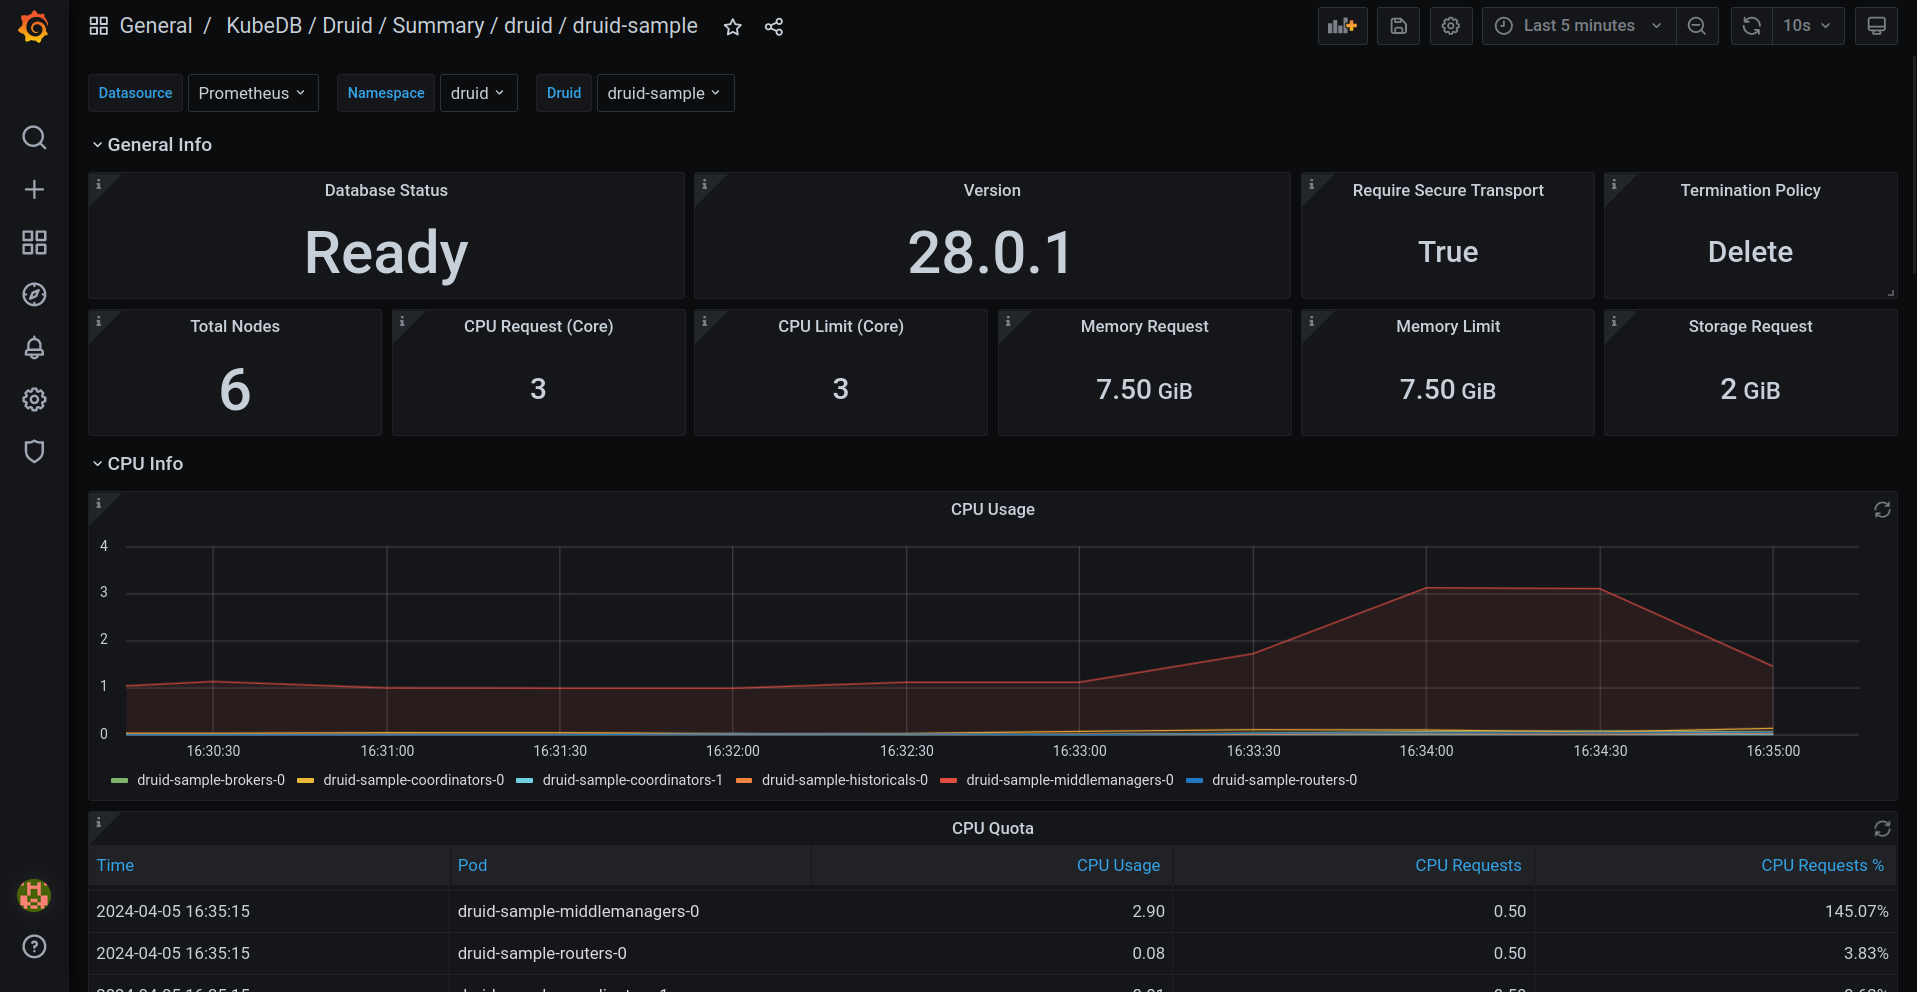 General / KubeDB / Druid / Summary / druid / druid-sample
Last 5 minutes 10s
Datasource Prometheus Namespace druid Druid druid-sample
General Info
Database Status Version Require Secure Transport Termination Policy
Ready 28.0.1 True Delete
Total Nodes CPU Request (Core) CPU Limit (Core) Memory Request Memory Limit Storage Request
6 3 3 7.50 GiB 7.50 GiB 2 GiB
CPU Info
CPU Usage
4
3
2
1
0
16:30:30 16:31:00 16:31:30 16:32:00 16:32:30 16:33:00 16:33:30 16:34:00 16:34:30 16:35:00
druid-sample-brokers-0 druid-sample-coordinators-0 druid-sample-coordinators-1 druid-sample-historicals-0 druid-sample-middlemanagers-0 druid-sample-routers-0
CPU Quota
Time Pod CPU Usage CPU Requests CPU Requests %
2024-04-05 16:35:15 druid-sample-middlemanagers-0 2.90 0.50 145.07%
2024-04-05 16:35:15 druid-sample-routers-0 0.08 0.50 3.83%